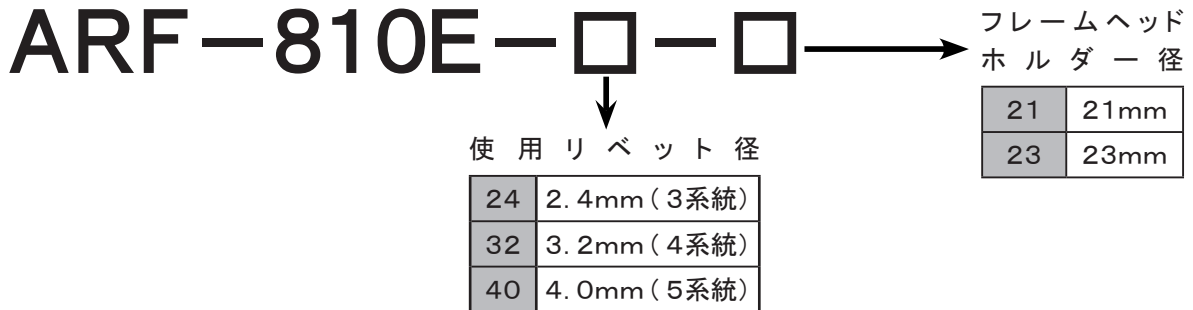 ARF－810E－□－□
フレームヘッド
ホルダー径
21 21mm
23 23mm
使用リベット径
24 2.4mm(3系統)
32 3.2mm(4系統)
40 4.0mm(5系統)